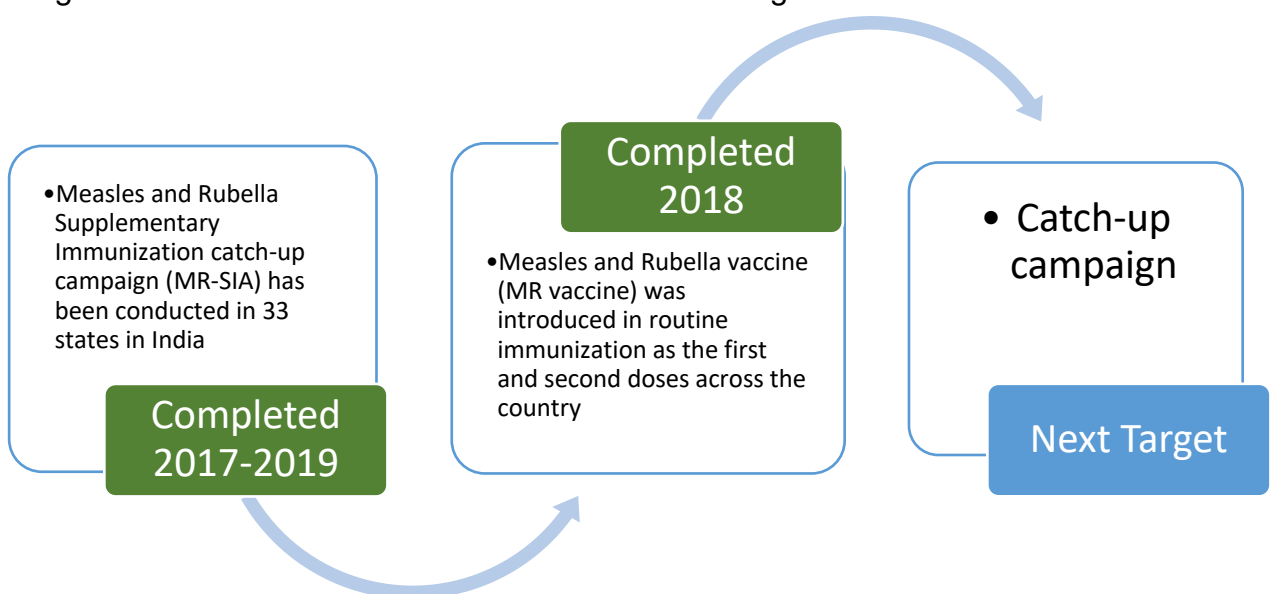 •Measles and Rubella
Supplementary
Immunization catch-up
campaign (MR-SIA) has
been conducted in 33
states in India
Completed
2017-2019
Completed
2018
•Measles and Rubella vaccine
(MR vaccine) was
introduced in routine
immunization as the first
and second doses across the
country
• Catch-up
campaign
Next Target